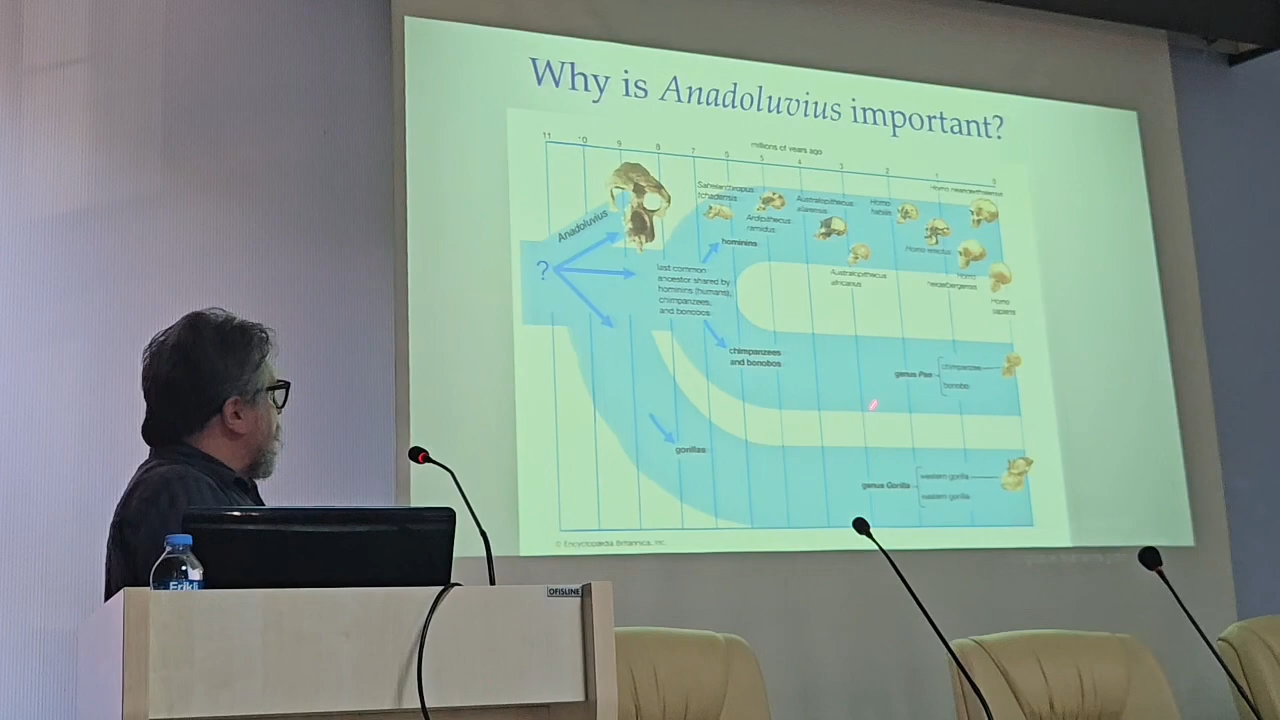 Why is Anadoluvius important?
millions of years ago
11 10 9 8 7 6 5 4 3 2 1 0
Homo neanderthalensis
Sahelanthropus
tchadensis
Ardipithecus
ramidus
Australopithecus
afarensis
Homo
habilis
Anadoluvius
hominins
Homo erectus
?
last common
ancestor shared by
hominins (humans),
chimpanzees,
and bonobos
Australopithecus
africanus
Homo
heidelbergensis
Homo
sapiens
chimpanzees
and bonobos
genus Pan
chimpanzee
bonobo
gorillas
genus Gorilla
western gorilla
western gorilla
© Encyclopædia Britannica, Inc.
Erikli
OFISLINE